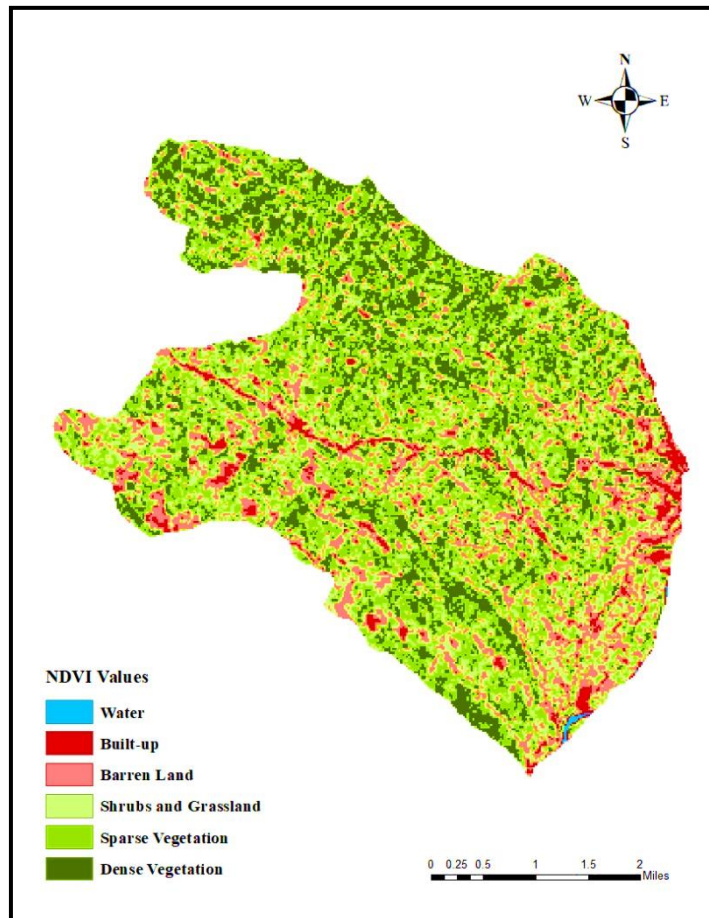 N
W E
S
NDVI Values
Water
Built-up
Barren Land
Shrubs and Grassland
Sparse Vegetation
Dense Vegetation
0 0.25 0.5 1 1.5 2
Miles